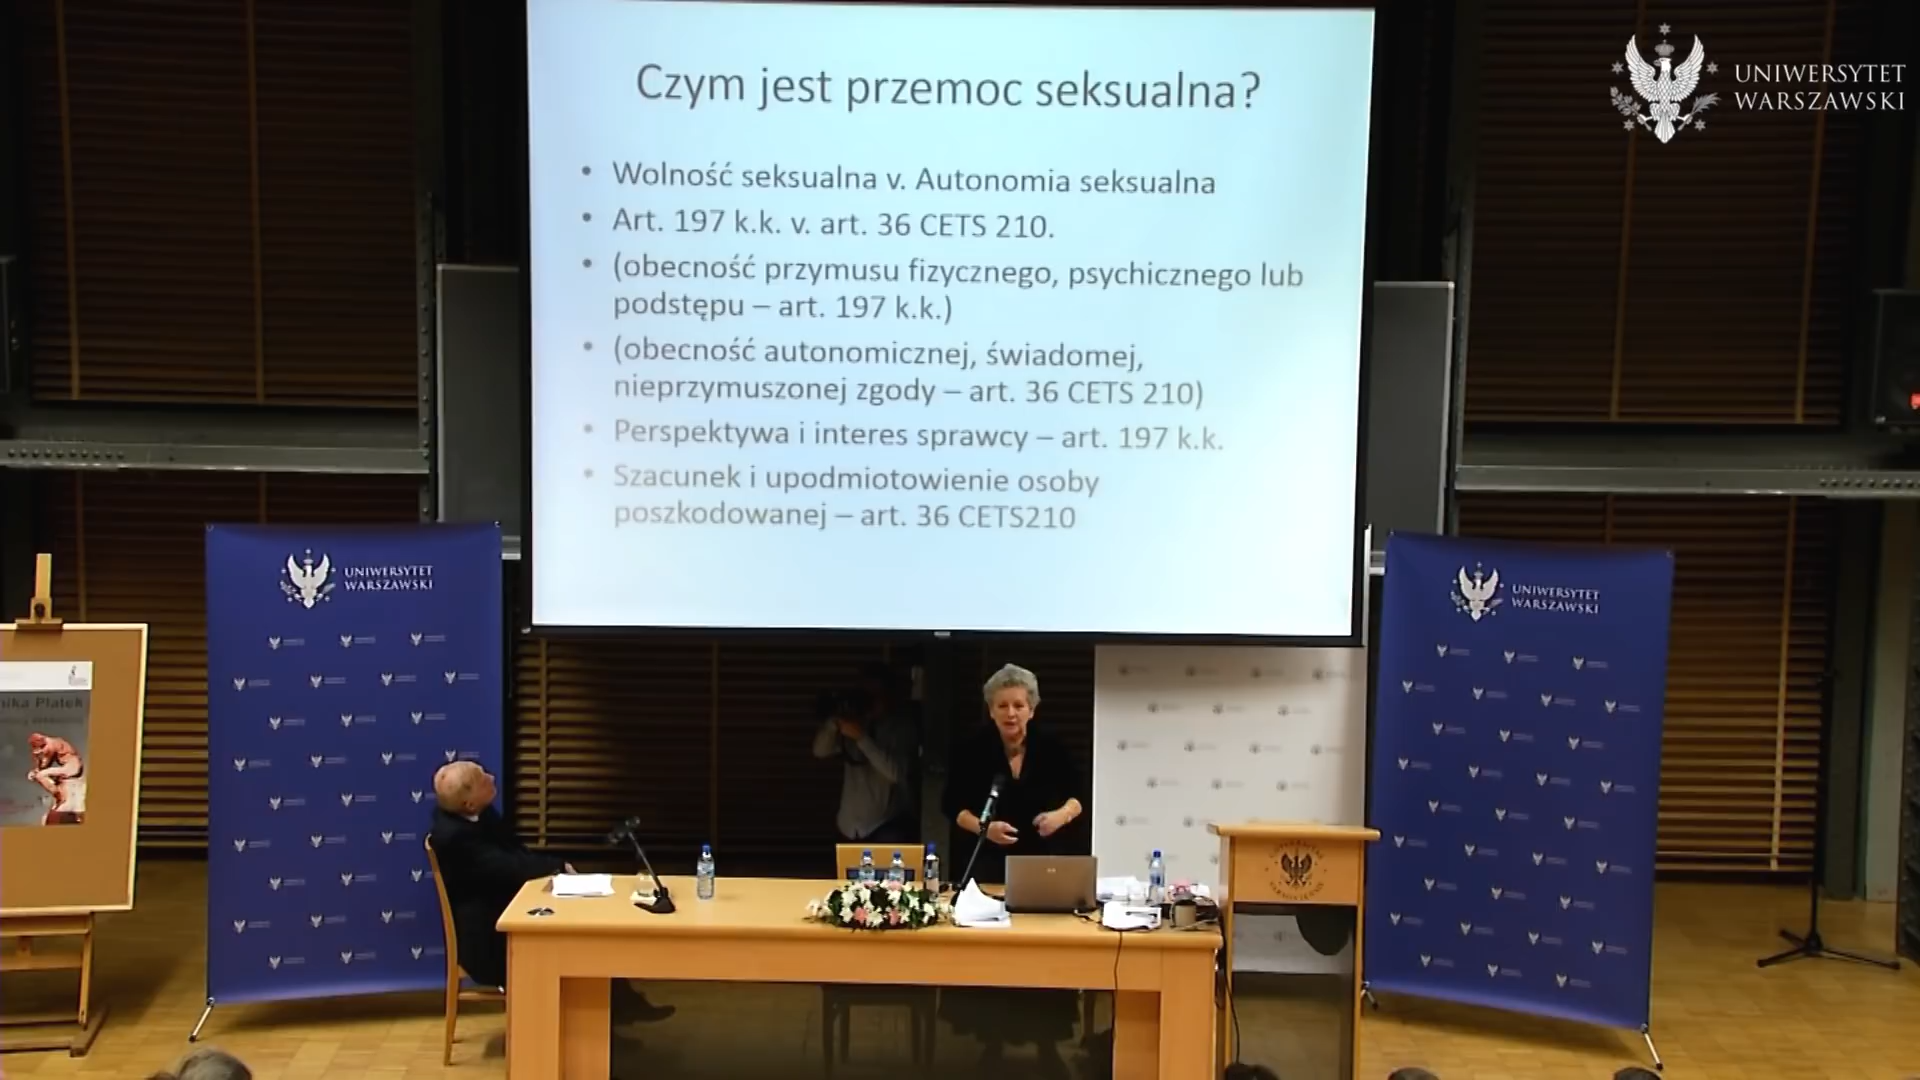 Czym jest przemoc seksualna?
• Wolność seksualna v. Autonomia seksualna
• Art. 197 k.k. v. art. 36 CETS 210.
• (obecność przymusu fizycznego, psychicznego lub
podstępu – art. 197 k.k.)
• (obecność autonomicznej, świadomej,
nieprzymuszonej zgody – art. 36 CETS 210)
• Perspektywa i interes sprawcy – art. 197 k.k.
• Szacunek i upodmiotowienie osoby
poszkodowanej – art. 36 CETS210
UNIWERSYTET
WARSZAWSKI
UNIWERSYTET
WARSZAWSKI
UNIWERSYTET
WARSZAWSKI
nika Płatek